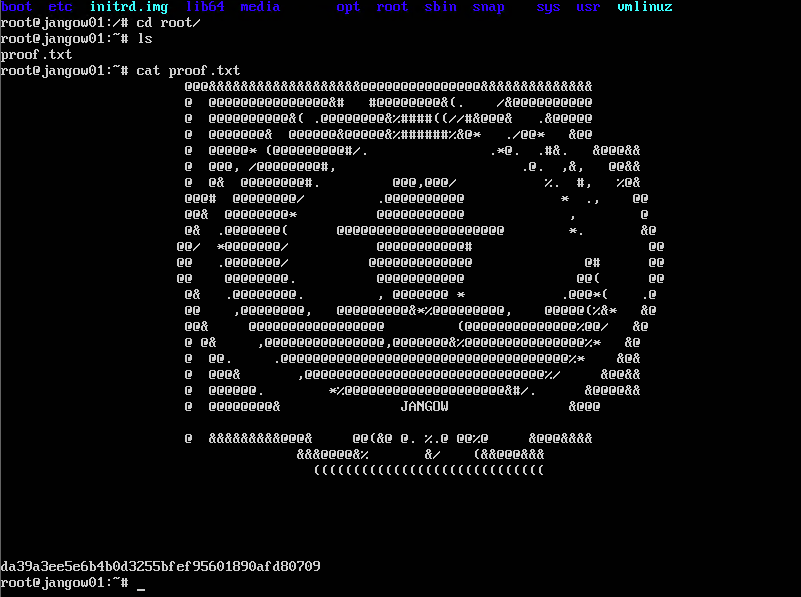 boot  etc  initrd.img  lib64  media       opt  root  sbin  snap   sys  usr  vmlinuz
root@jangow01:/# cd root/
root@jangow01:~# ls
proof.txt
root@jangow01:~# cat proof.txt
                       @@@&&&&&&&&&&&&&&&&&&&@@@@@@@@@@@@@@@&&&&&&&&&&&&&&
                       @  @@@@@@@@@@@@@@@&#   #@@@@@@@@&(.    /&@@@@@@@@@@
                       @  @@@@@@@@@@&( .@@@@@@@@&%####((//#&@@@&   .&@@@@@
                       @  @@@@@@@&  @@@@@@&@@@@@&%######%&@*   ./@@*   &@@
                       @  @@@@@* (@@@@@@@@@#/.               .*@.  .#&.   &@@@&&
                       @  @@@, /@@@@@@@@#,                       .@.  ,&,   @@&&
                       @  @&  @@@@@@@@#.         @@@,@@@/           %.  #,   %@&
                       @@@#  @@@@@@@@/         .@@@@@@@@@@            *  .,    @@
                       @@&  @@@@@@@@*          @@@@@@@@@@@             ,        @
                       @&  .@@@@@@@(      @@@@@@@@@@@@@@@@@@@@@        *.       &@
                      @@/  *@@@@@@@/           @@@@@@@@@@@#                      @@
                      @@   .@@@@@@@/          @@@@@@@@@@@@@              @#      @@
                      @@    @@@@@@@@.          @@@@@@@@@@@              @@(      @@
                       @&   .@@@@@@@@.         , @@@@@@@ *            .@@@*(    .@
                       @@    ,@@@@@@@@,   @@@@@@@@@&*%@@@@@@@@@,    @@@@@(%&*   &@
                       @@&     @@@@@@@@@@@@@@@@@         (@@@@@@@@@@@@@@%@@/   &@
                       @ @&     ,@@@@@@@@@@@@@@@,@@@@@@@&%@@@@@@@@@@@@@@@%*   &@
                       @  @@.     .@@@@@@@@@@@@@@@@@@@@@@@@@@@@@@@@@@@@%*    &@&
                       @  @@@&       ,@@@@@@@@@@@@@@@@@@@@@@@@@@@@@@%/     &@@&&
                       @  @@@@@@.        *%@@@@@@@@@@@@@@@@@@@@&#/.      &@@@@&&
                       @  @@@@@@@@&               JANGOW               &@@@
                       @  &&&&&&&&&@@@&     @@(&@ @. %.@ @@%@     &@@@&&&&
                                     &&&@@@@&%       &/    (&&@@@&&&
                                       (((((((((((((((((((((((((((((
da39a3ee5e6b4b0d3255bfef95601890afd80709
root@jangow01:~# _